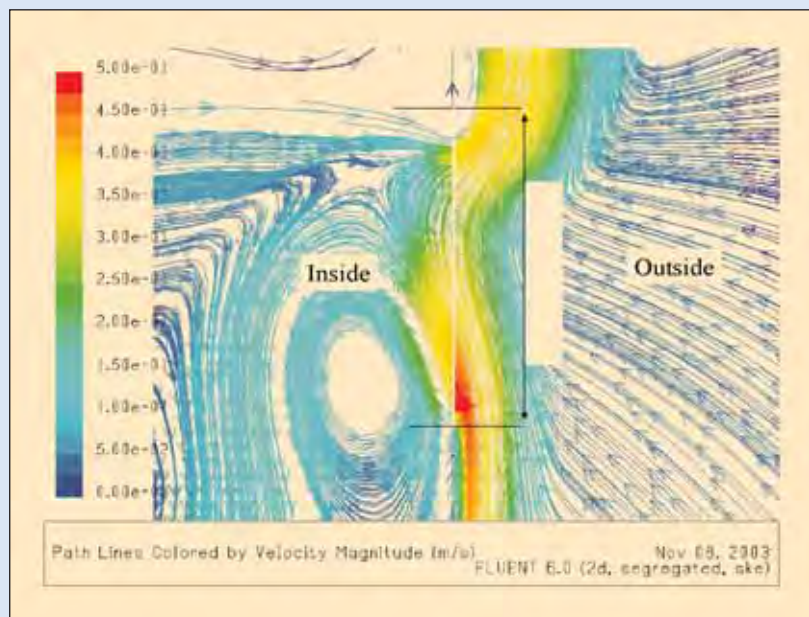 5.00e-01
4.50e-01
4.00e-01
3.50e-01
3.00e-01
2.50e-01
2.00e-01
1.50e-01
1.00e-01
5.00e-02
0.00e+00
Inside
Outside
Path Lines Colored by Velocity Magnitude (m/s)
Nov 08, 2003
FLUENT 6.0 (2d, segregated, ske)